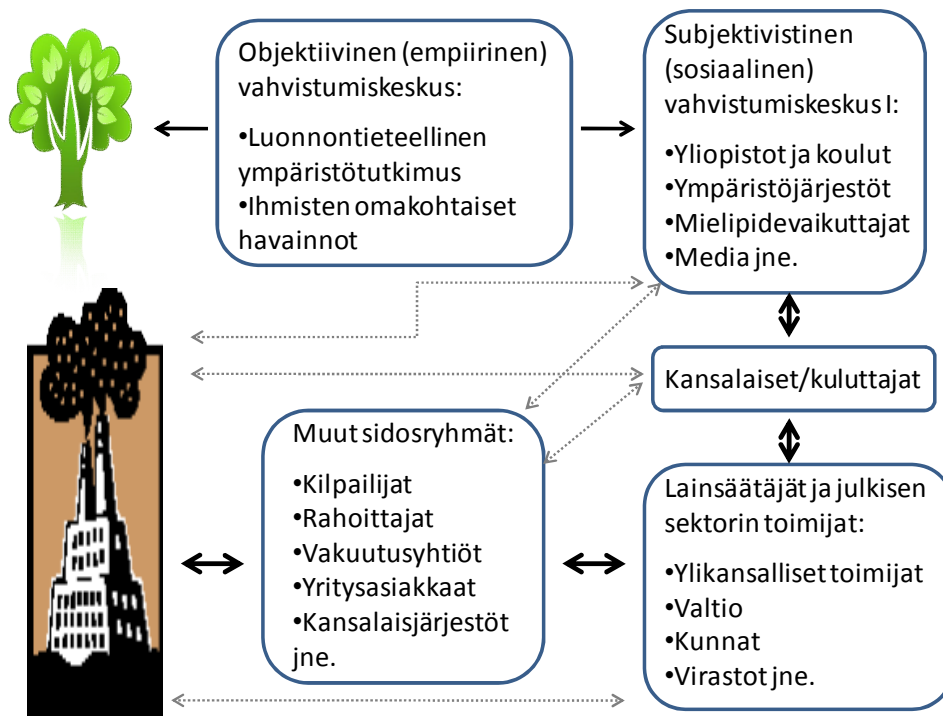 Objektiivinen (empiirinen)
vahvistumiskeskus:
•Luonnontieteellinen
ympäristötutkimus
•Ihmisten omakohtaiset
havainnot
Subjektivistinen
(sosiaalinen)
vahvistumiskeskus I:
•Yliopistot ja koulut
•Ympäristöjärjestöt
•Mielipidevaikuttajat
•Media jne.
Kansalaiset/kuluttajat
Muut sidosryhmät:
•Kilpailijat
•Rahoittajat
•Vakuutusyhtiöt
•Yritysasiakkaat
•Kansalaisjärjestöt
jne.
Lainsäätäjät ja julkisen
sektorin toimijat:
•Ylikansalliset toimijat
•Valtio
•Kunnat
•Virastot jne.